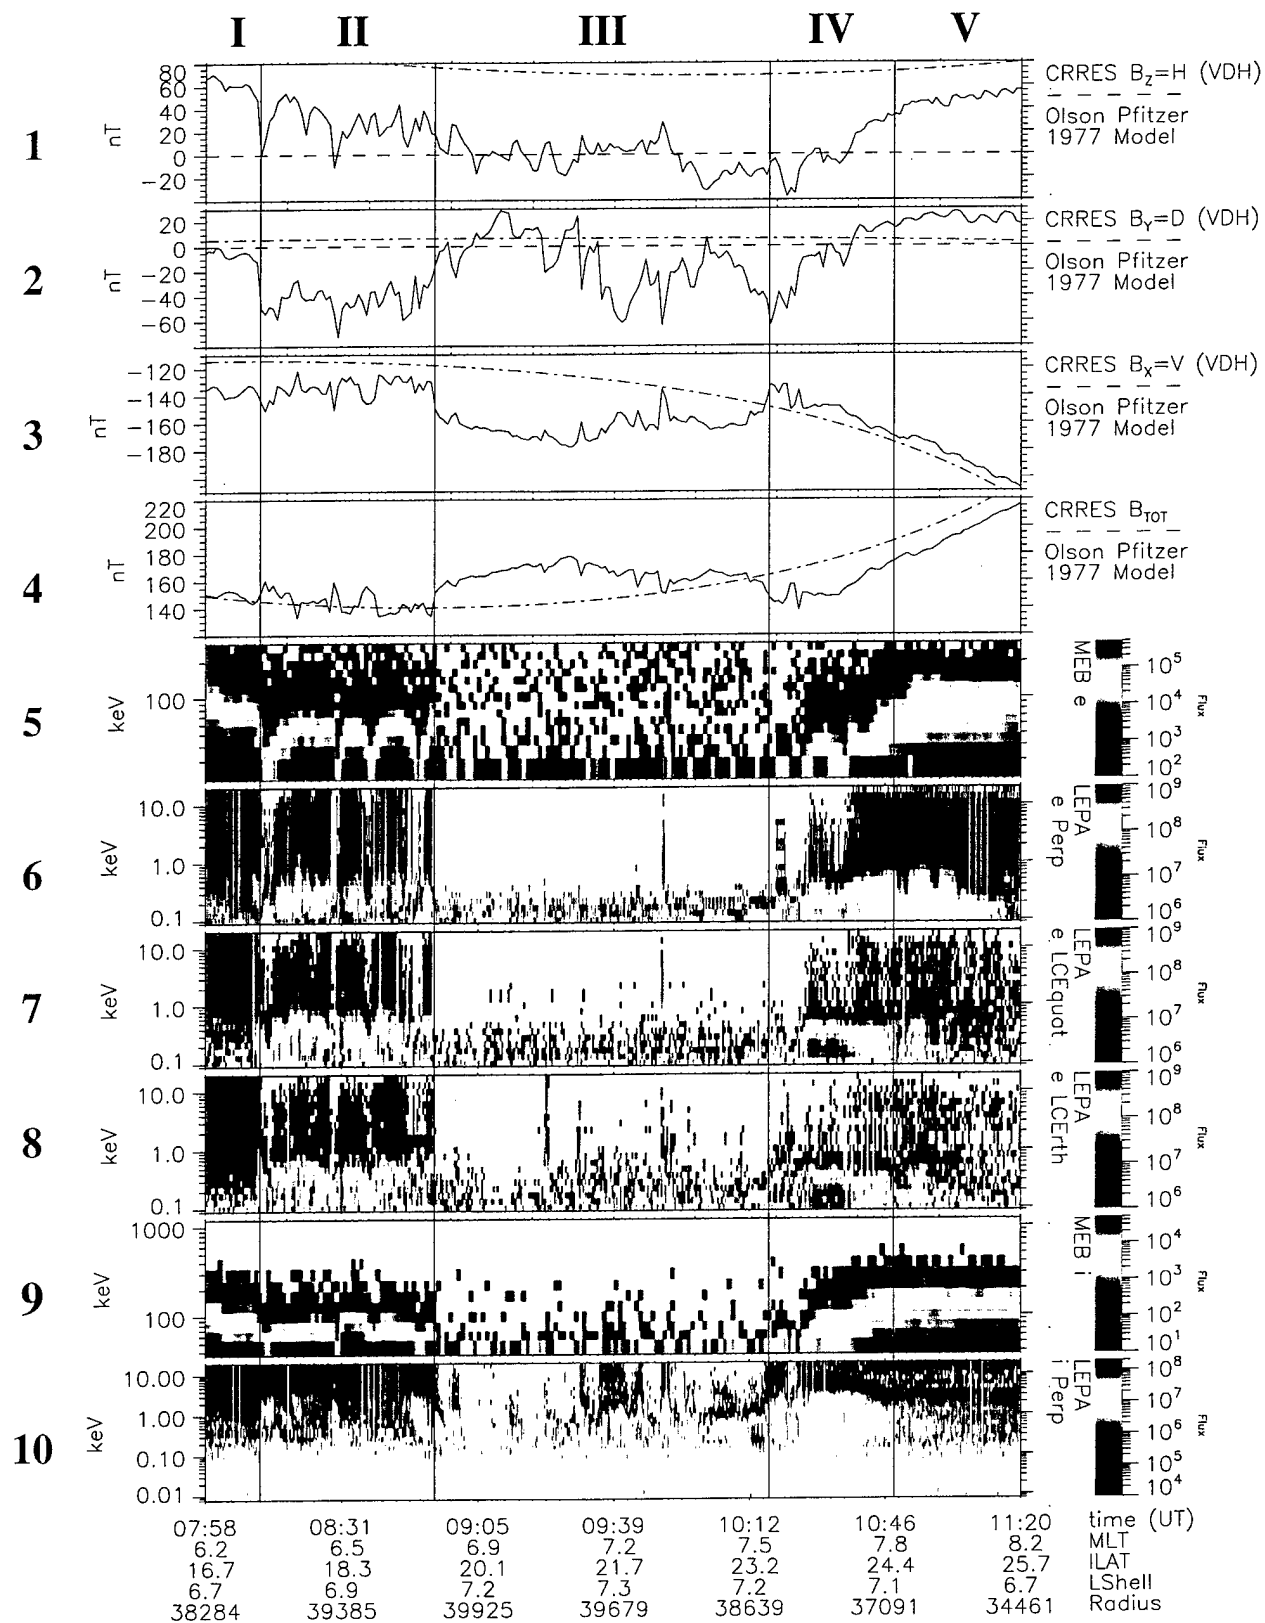 I II III IV V
1
nT
80
60
40
20
0
−20
CRRES B_Z=H (VDH)
Olson Pfitzer
1977 Model
2
nT
20
0
−20
−40
−60
CRRES B_Y=D (VDH)
Olson Pfitzer
1977 Model
3
nT
−120
−140
−160
−180
CRRES B_X=V (VDH)
Olson Pfitzer
1977 Model
4
nT
220
200
180
160
140
CRRES B_TOT
Olson Pfitzer
1977 Model
5
keV
100
MEB e
10^5
10^4
10^3
10^2
Flux
6
keV
10.0
1.0
0.1
LEPA
e Perp
10^9
10^8
10^7
10^6
Flux
7
keV
10.0
1.0
0.1
LEPA
e LCEquat.
10^9
10^8
10^7
10^6
Flux
8
keV
10.0
1.0
0.1
LEPA
e LCErth
10^9
10^8
10^7
10^6
Flux
9
keV
1000
100
MEB i
10^4
10^3
10^2
10^1
Flux
10
keV
10.00
1.00
0.10
0.01
LEPA
i Perp
10^8
10^7
10^6
10^5
10^4
Flux
07:58 08:31 09:05 09:39 10:12 10:46 11:20 time (UT)
6.2 6.5 6.9 7.2 7.5 7.8 8.2 MLT
16.7 18.3 20.1 21.7 23.2 24.4 25.7 ILAT
6.7 6.9 7.2 7.3 7.2 7.1 6.7 LShell
38284 39385 39925 39679 38639 37091 34461 Radius